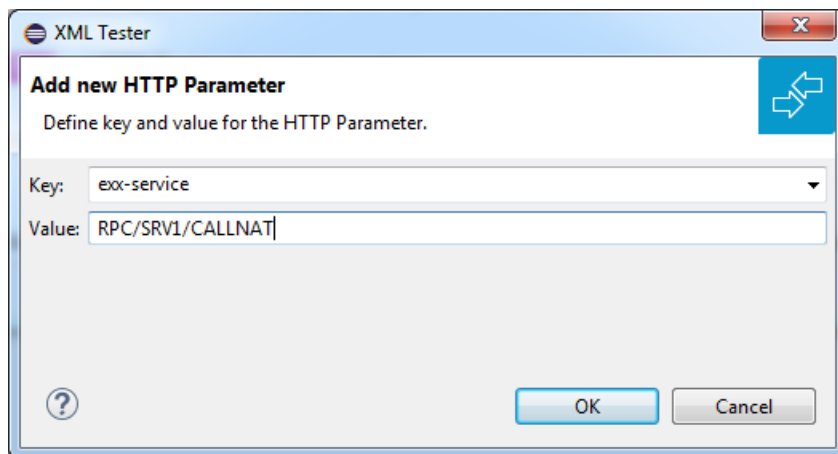 XML Tester
Add new HTTP Parameter
Define key and value for the HTTP Parameter.
Key: exx-service
Value: RPC/SRV1/CALLNAT
OK Cancel